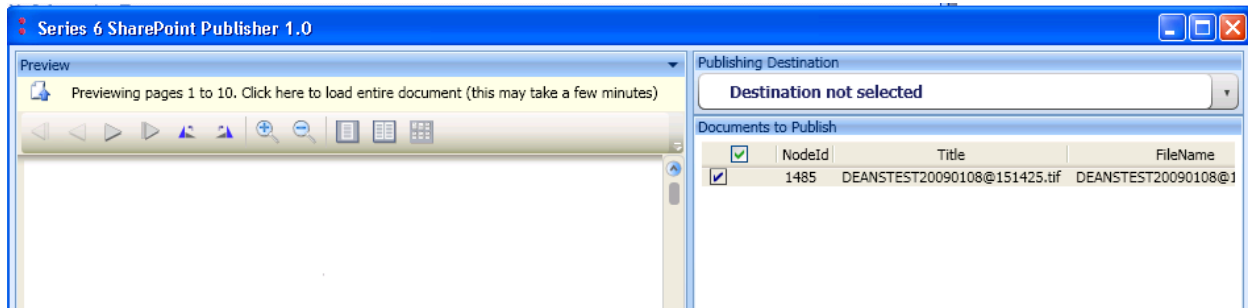 Series 6 SharePoint Publisher 1.0
Preview
Previewing pages 1 to 10. Click here to load entire document (this may take a few minutes)
Publishing Destination
Destination not selected
Documents to Publish
NodeId Title FileName
1485 DEANSTEST20090108@151425.tif DEANSTEST20090108@1